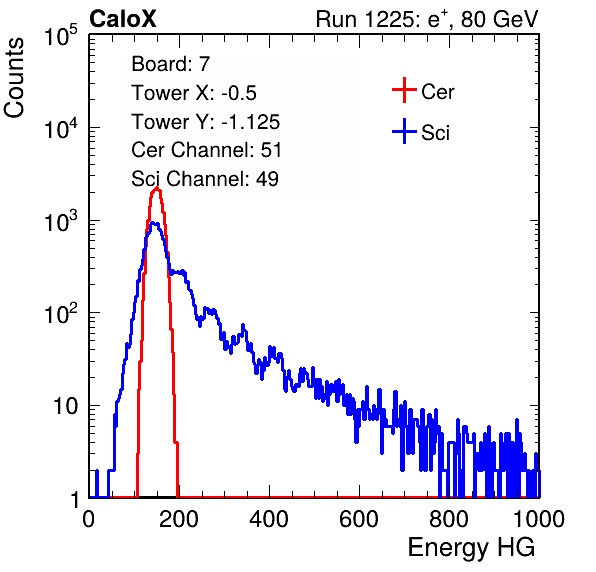 CaloX Run 1225: e⁺, 80 GeV
Counts
10⁵
10⁴
10³
10²
10
1
Board: 7
Tower X: -0.5
Tower Y: -1.125
Cer Channel: 51
Sci Channel: 49
Cer
Sci
0 200 400 600 800 1000
Energy HG